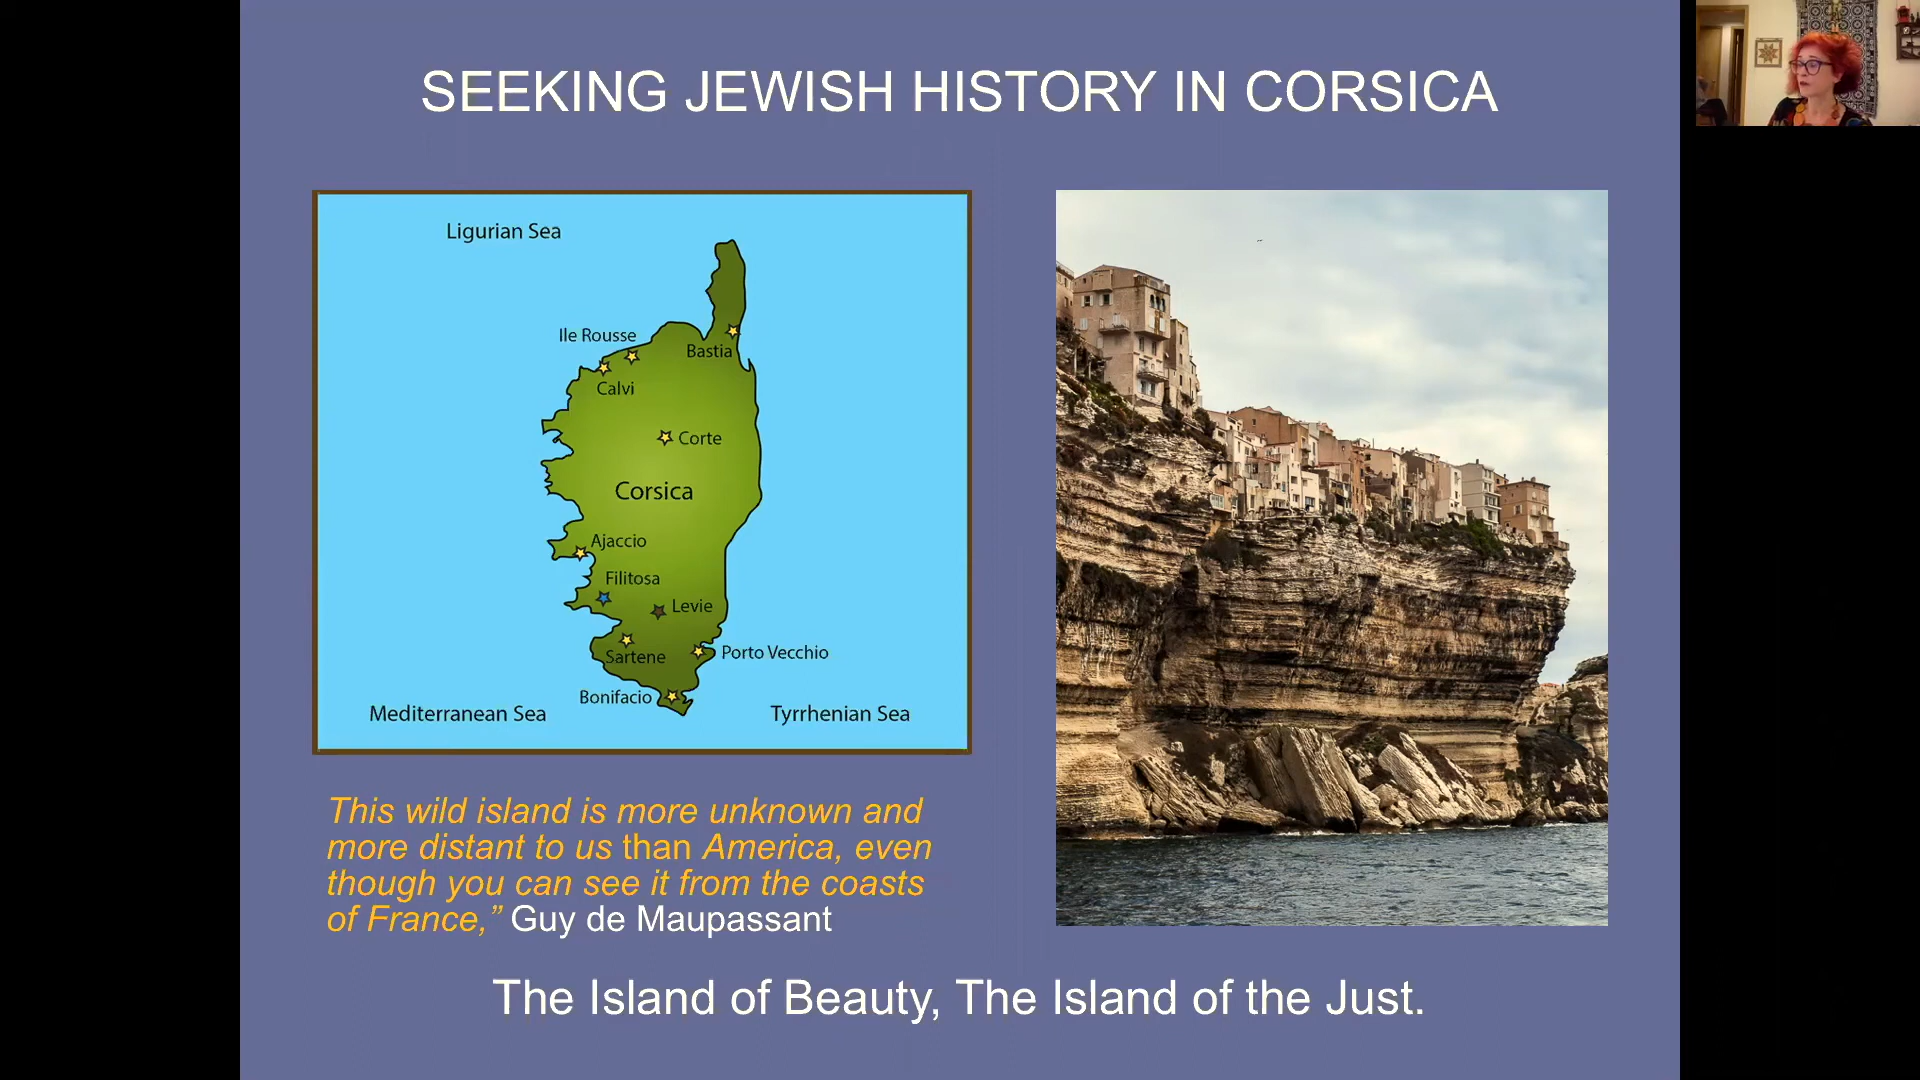 SEEKING JEWISH HISTORY IN CORSICA
Ligurian Sea
Ile Rousse
Bastia
Calvi
Corte
Corsica
Ajaccio
Filitosa
Levie
Sartene
Porto Vecchio
Bonifacio
Mediterranean Sea
Tyrrhenian Sea
This wild island is more unknown and
more distant to us than America, even
though you can see it from the coasts
of France,” Guy de Maupassant
The Island of Beauty, The Island of the Just.